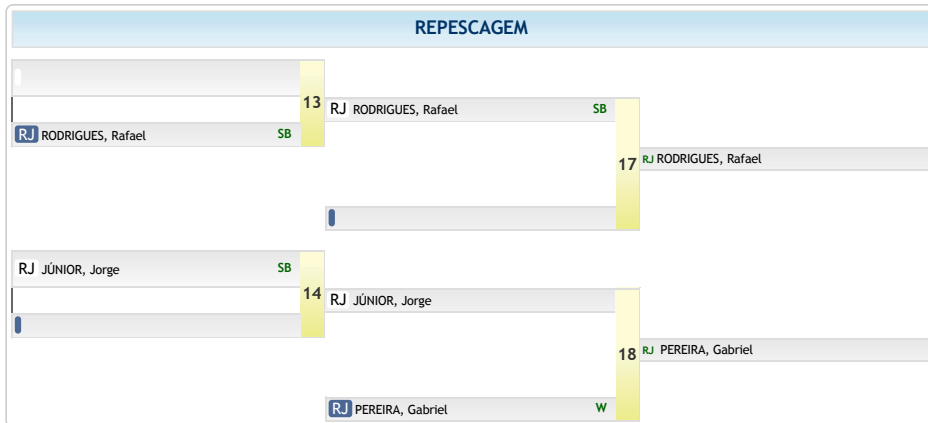 REPESCAGEM
13
RJ RODRIGUES, Rafael SB
RJ RODRIGUES, Rafael SB
17
RJ RODRIGUES, Rafael
RJ JÚNIOR, Jorge SB
14
RJ JÚNIOR, Jorge
18
RJ PEREIRA, Gabriel
RJ PEREIRA, Gabriel W